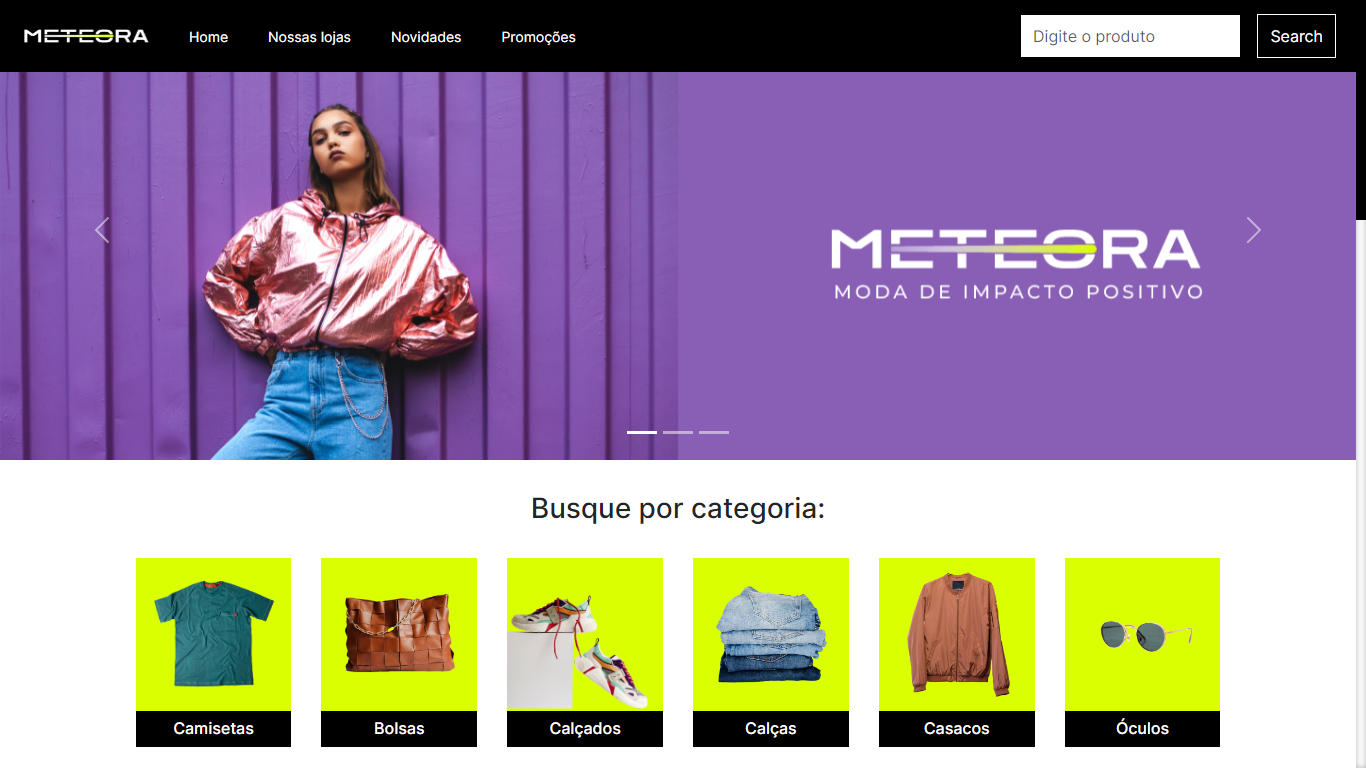 METEORA
Home
Nossas lojas
Novidades
Promoções
Digite o produto
Search
METEORA
MODA DE IMPACTO POSITIVO
Busque por categoria:
Camisetas
Bolsas
Calçados
Calças
Casacos
Óculos